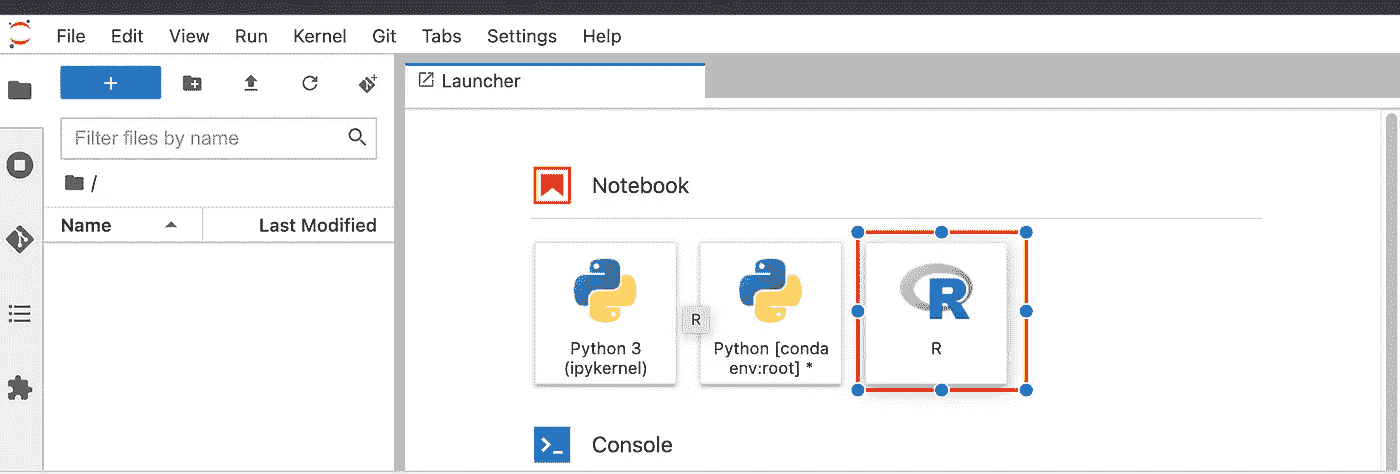 File Edit View Run Kernel Git Tabs Settings Help
+
Launcher
Filter files by name
/
Name Last Modified
Notebook
Python 3
(ipykernel)
R
Python [conda
env:root] *
R
R
Console